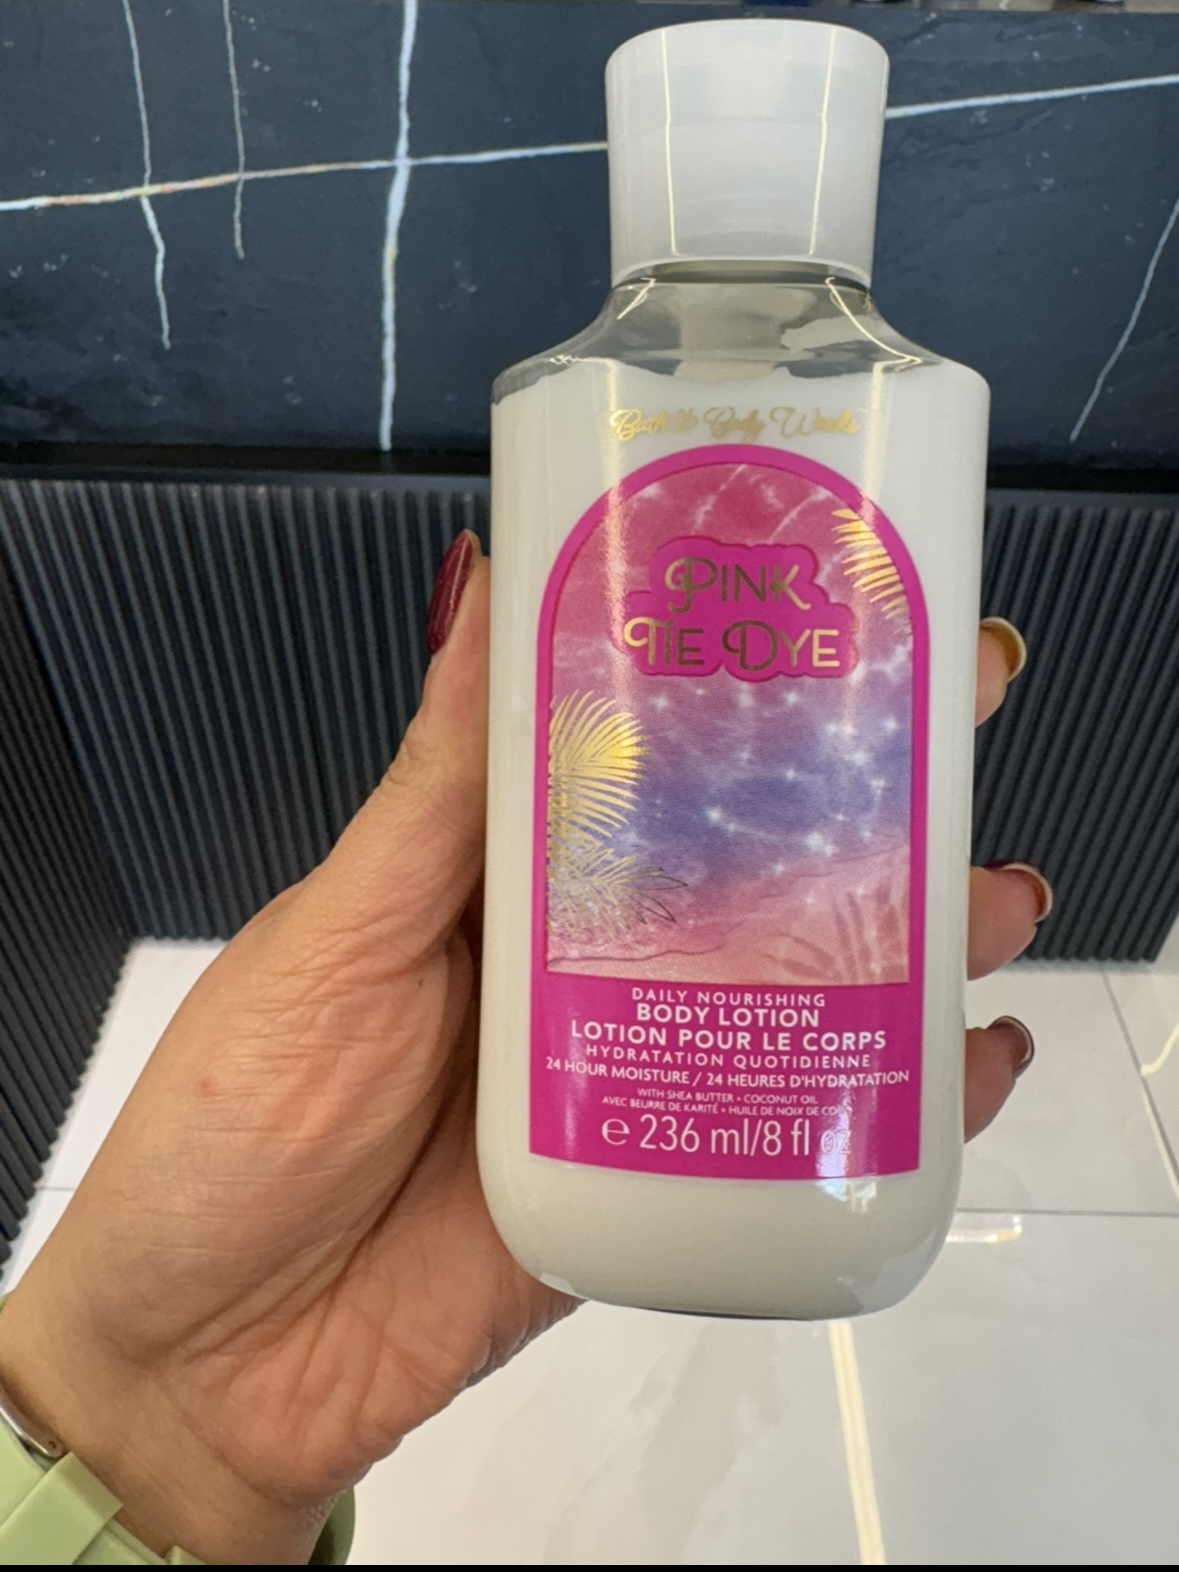 Bath & Body Works
PINK
TIE DYE
DAILY NOURISHING
BODY LOTION
LOTION POUR LE CORPS
HYDRATATION QUOTIDIENNE
24 HOUR MOISTURE / 24 HEURES D'HYDRATATION
WITH SHEA BUTTER + COCONUT OIL
AVEC BEURRE DE KARITÉ + HUILE DE NOIX DE CO
℮ 236 ml/8 fl oz